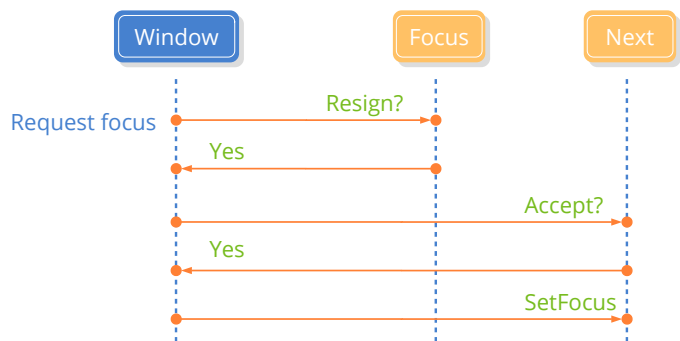 Window
Focus
Next
Resign?
Request focus
Yes
Accept?
Yes
SetFocus